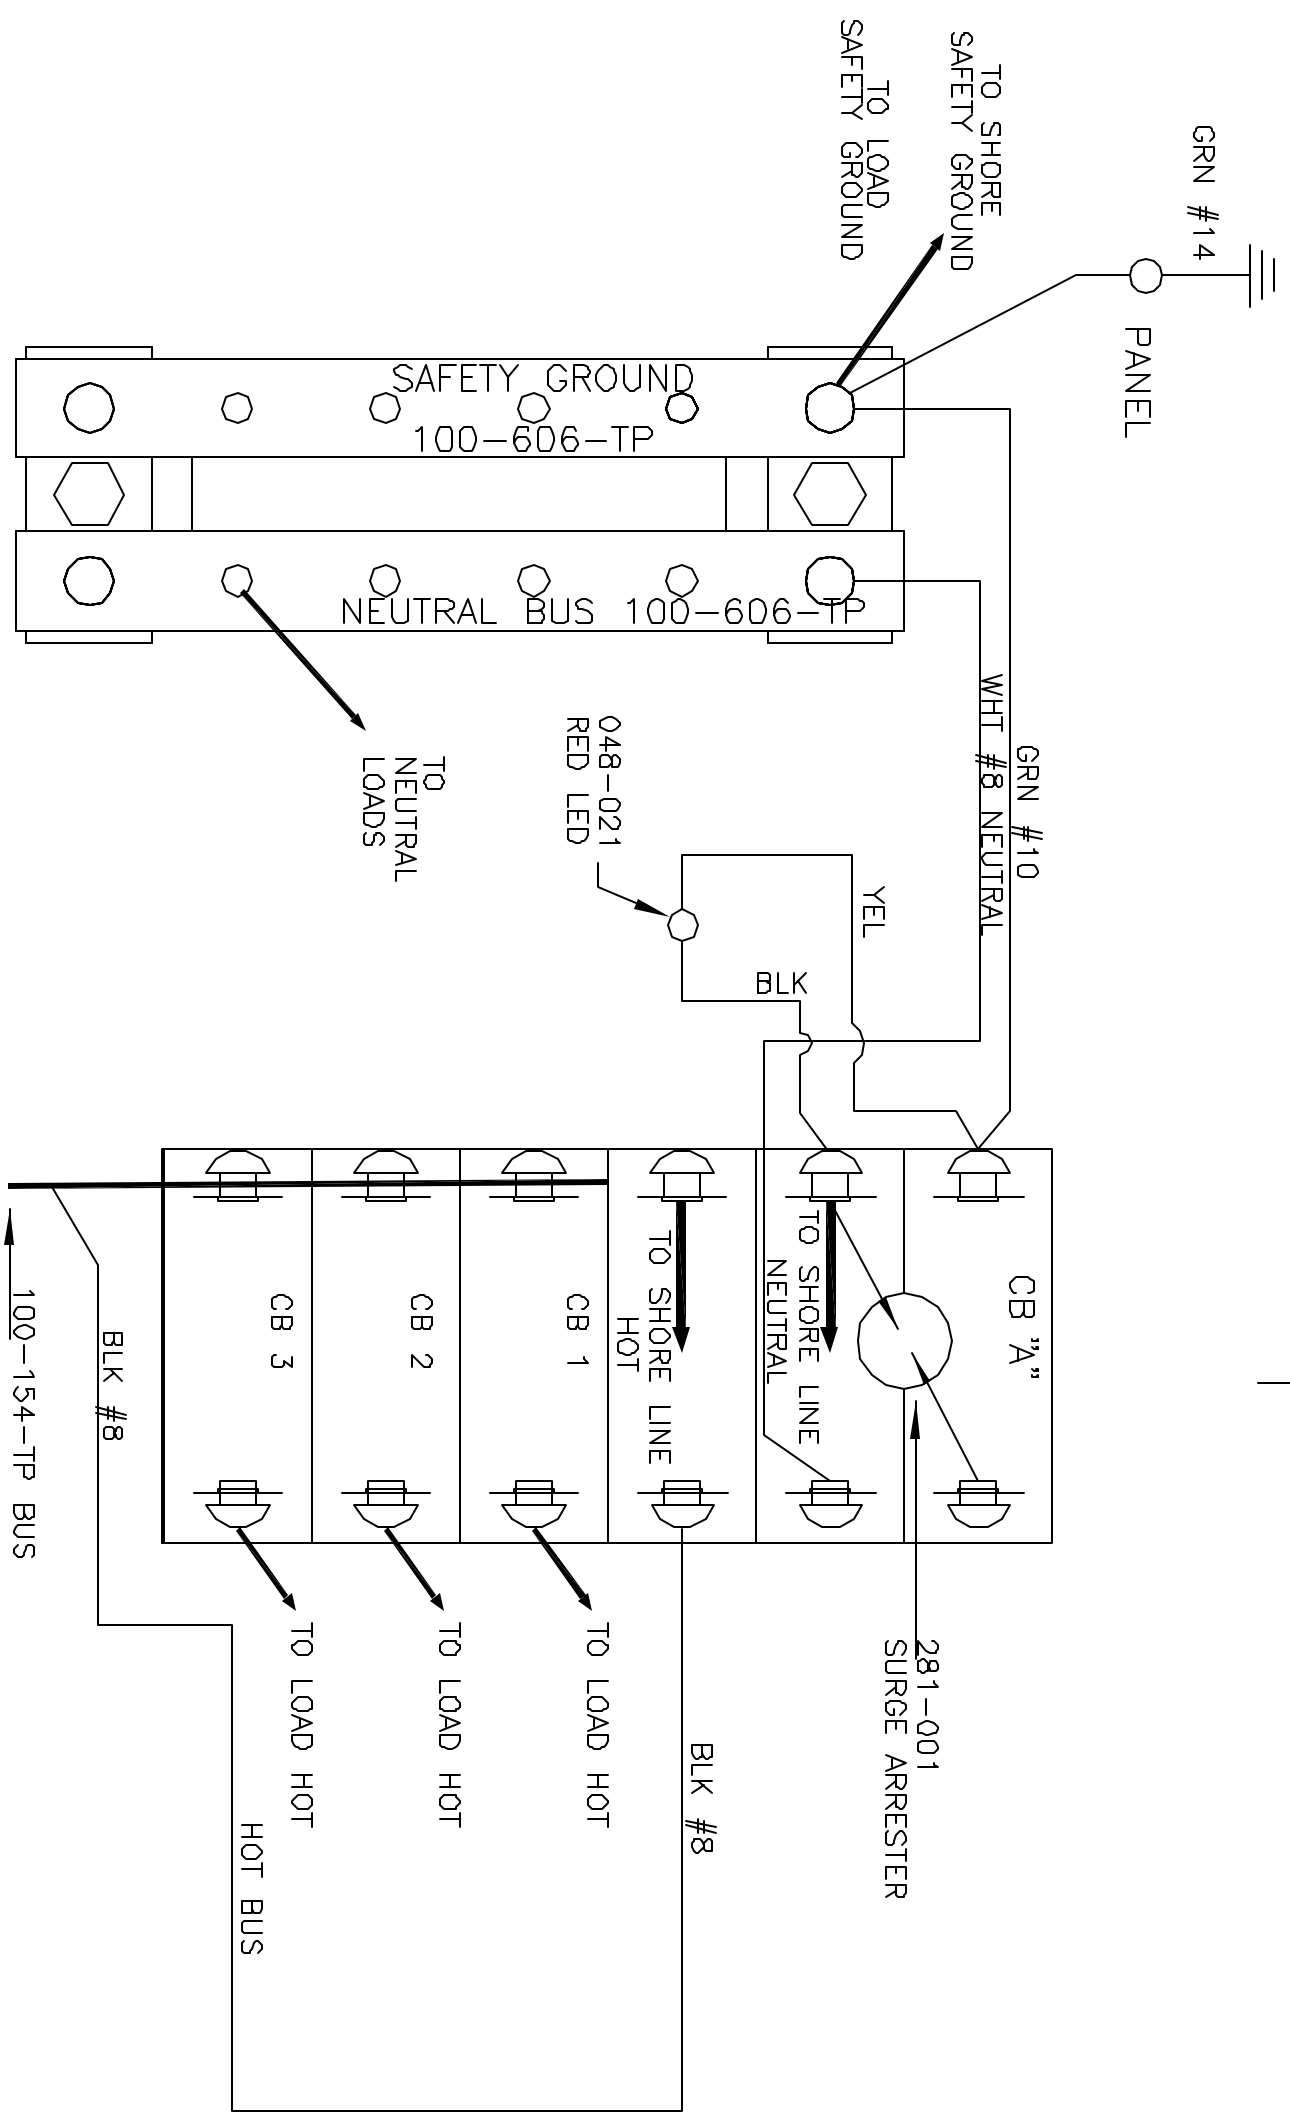 GRN #14
PANEL
TO SHORE
SAFETY GROUND
TO LOAD
SAFETY GROUND
SAFETY GROUND
100-606-TP
NEUTRAL BUS 100-606-TP
GRN #10
WHT #8 NEUTRAL
TO
NEUTRAL
LOADS
048-021
RED LED
YEL
BLK
CB "A"
TO SHORE LINE
NEUTRAL
TO SHORE LINE
HOT
CB 1
CB 2
CB 3
BLK #8
100-154-TP BUS
281-001
SURGE ARRESTER
TO LOAD HOT
TO LOAD HOT
TO LOAD HOT
BLK #8
HOT BUS